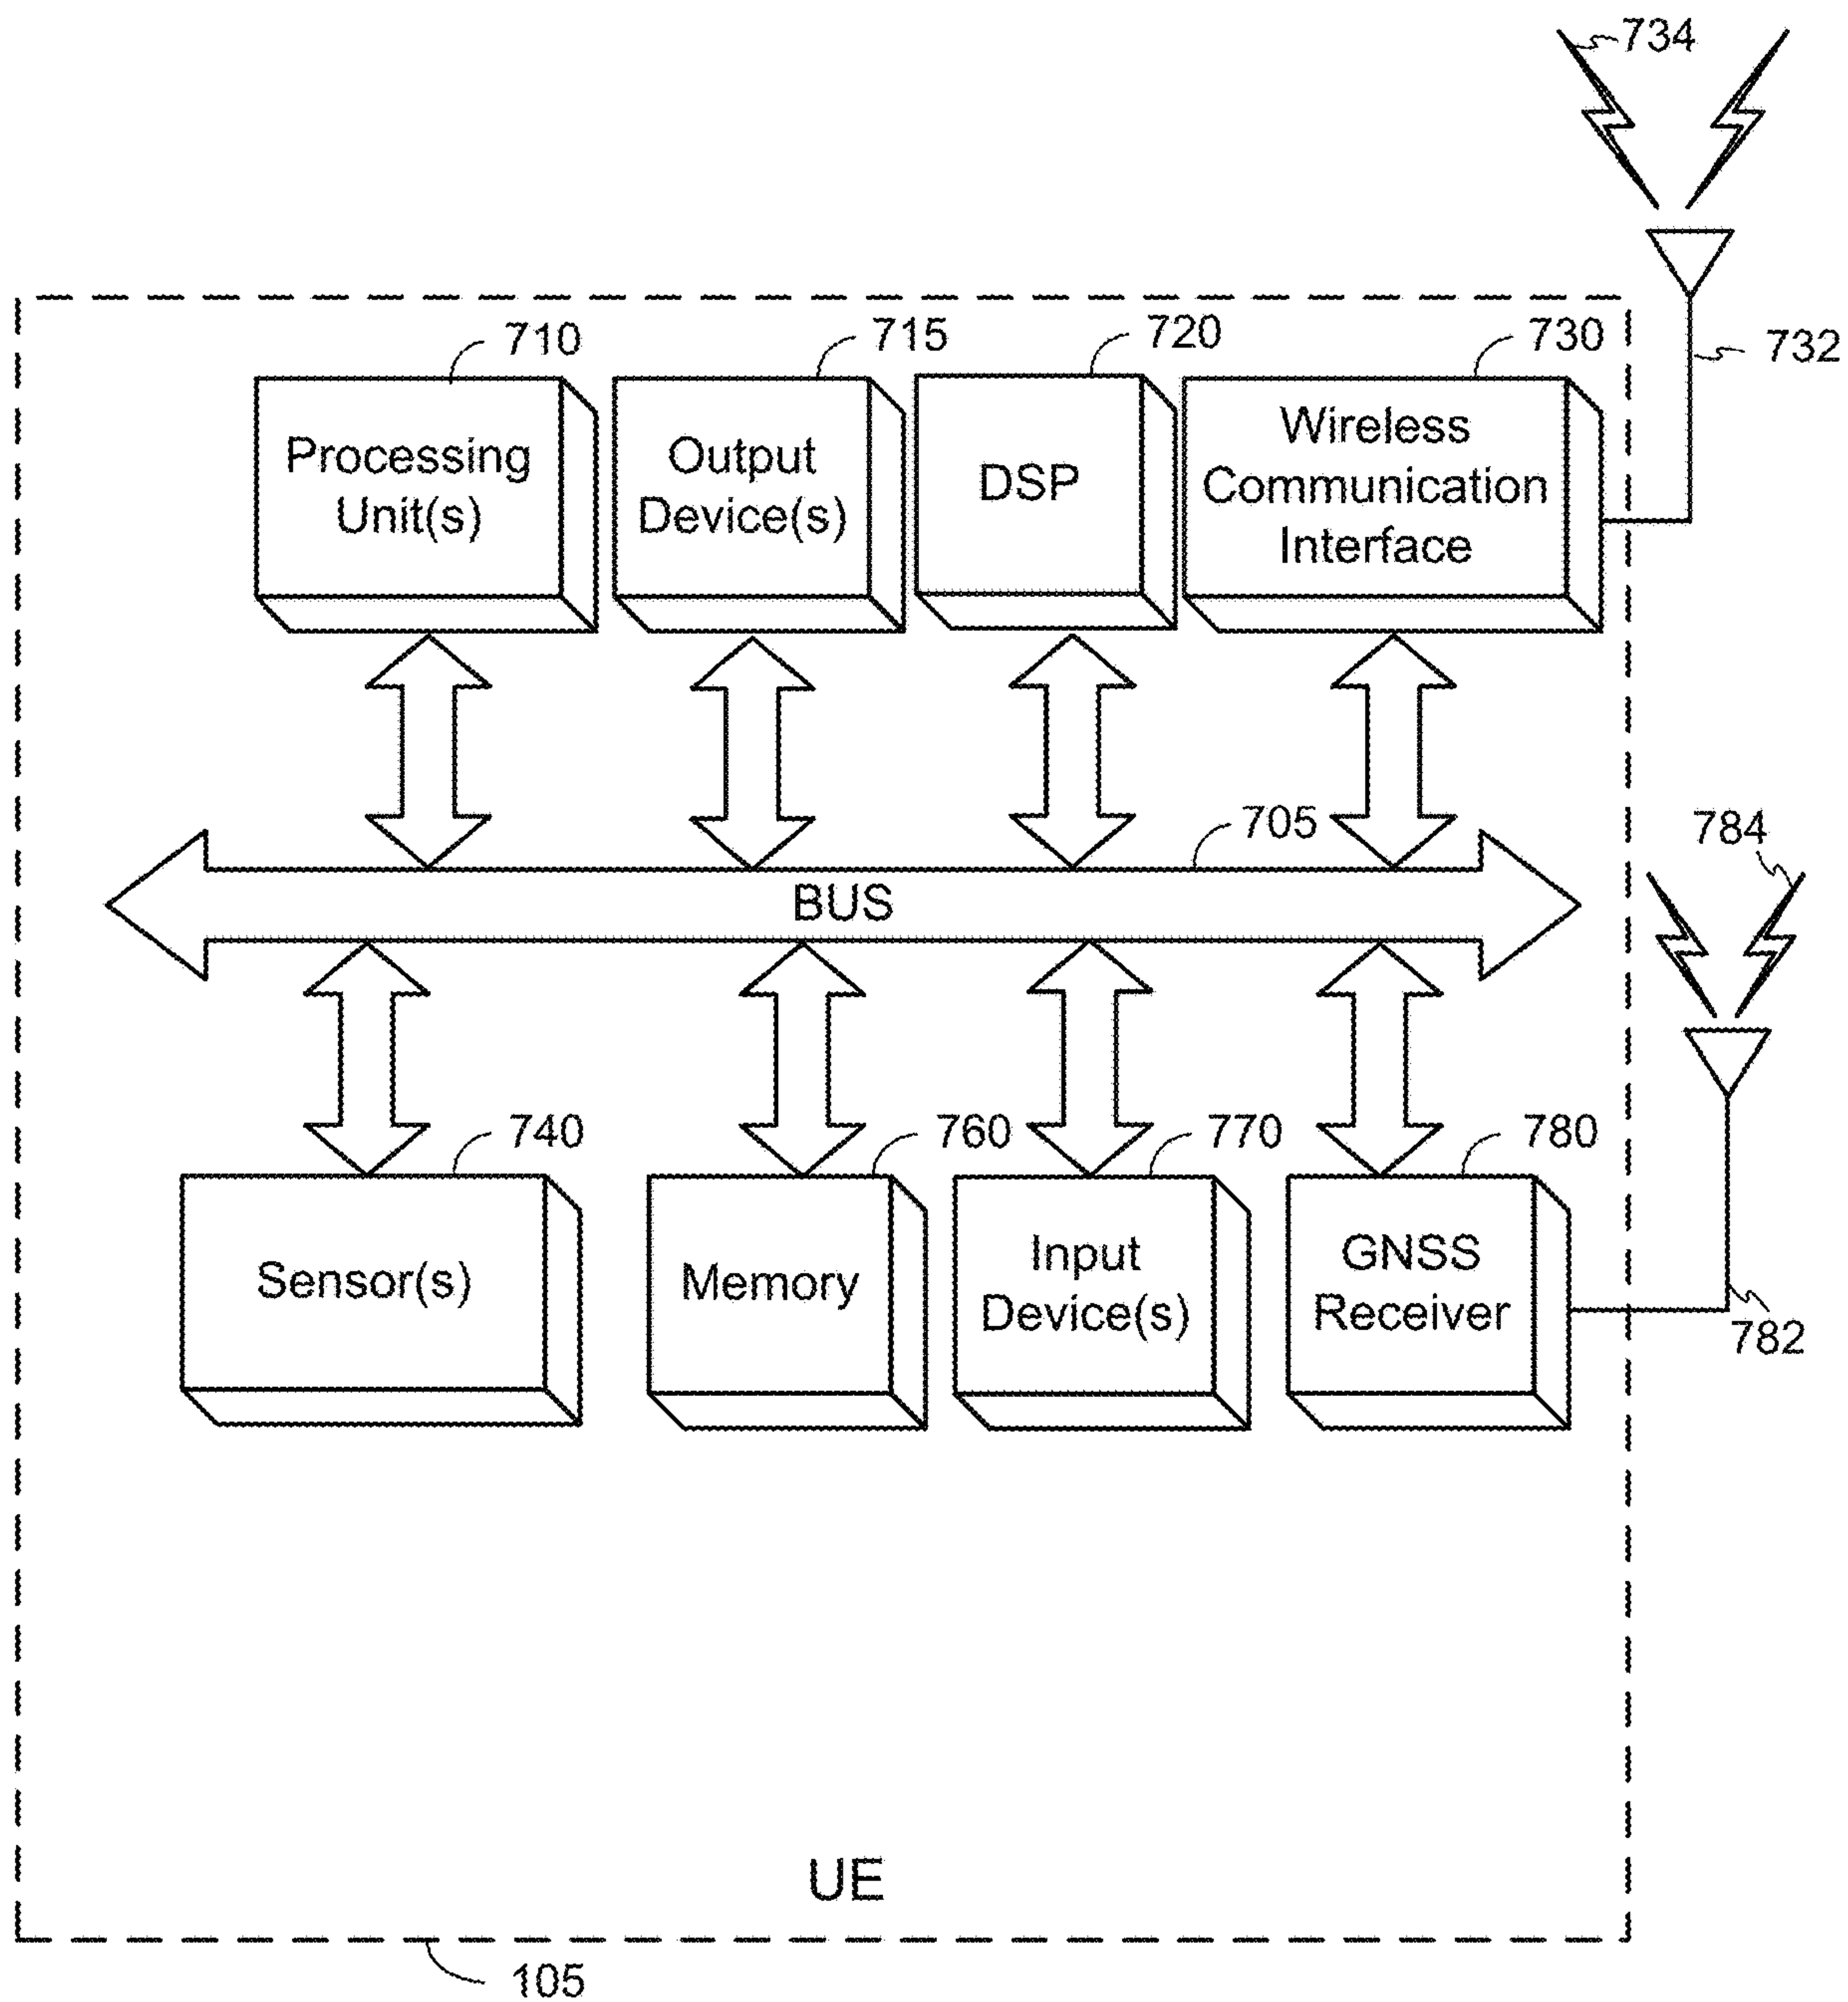 734
710
715
720
730
732
Processing
Unit(s)
Output
Device(s)
DSP
Wireless
Communication
Interface
705
BUS
784
740
760
770
780
Sensor(s)
Memory
Input
Device(s)
GNSS
Receiver
782
UE
105